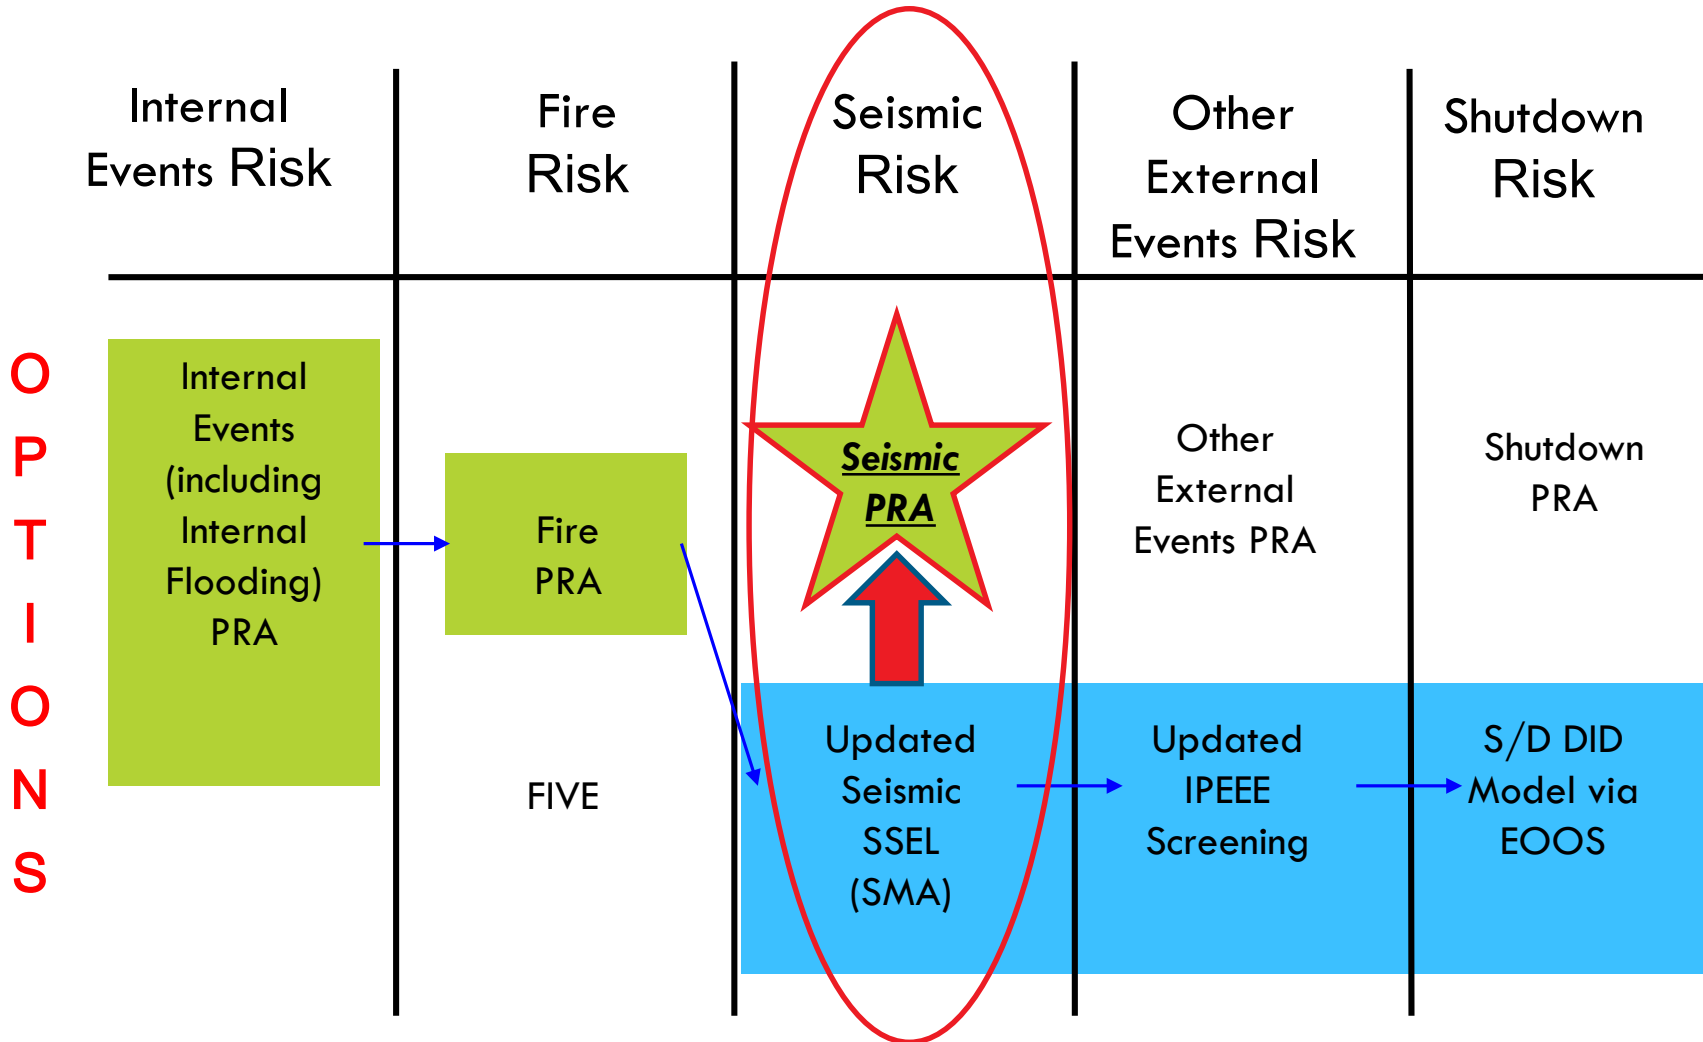 Internal
Events Risk
Fire
Risk
Seismic
Risk
Other
External
Events Risk
Shutdown
Risk
O
P
T
I
O
N
S
Internal
Events
(including
Internal
Flooding)
PRA
Fire
PRA
FIVE
Seismic
PRA
Updated
Seismic
SSEL
(SMA)
Other
External
Events PRA
Updated
IPEEE
Screening
Shutdown
PRA
S/D DID
Model via
EOOS